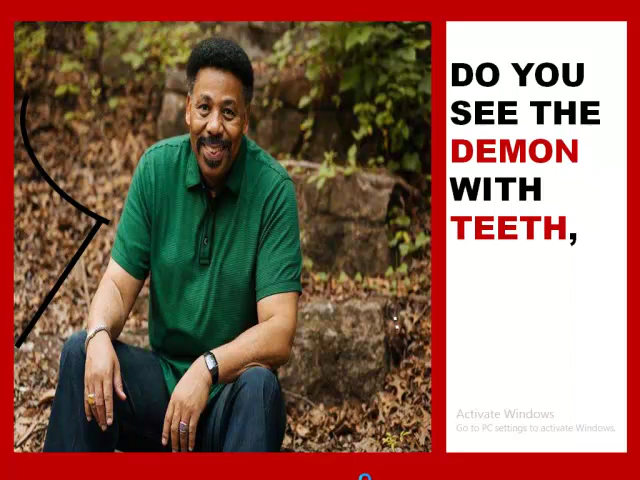 DO YOU
SEE THE
DEMON
WITH
TEETH,
Activate Windows
Go to PC settings to activate Windows.